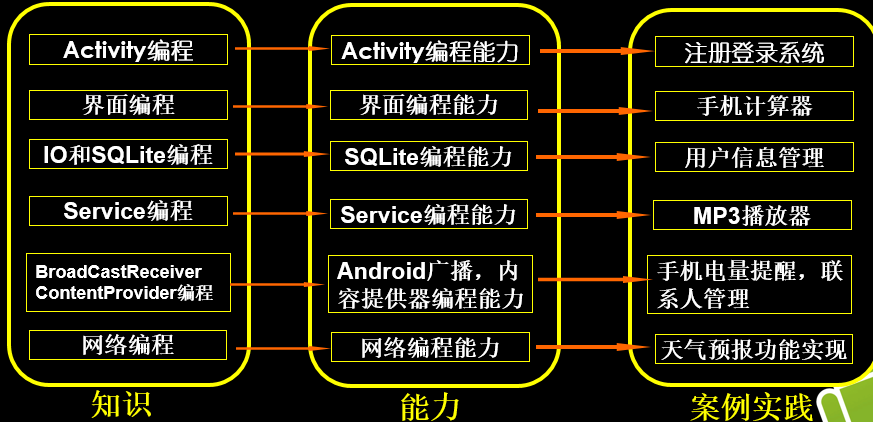 Activity编程
Activity编程能力
注册登录系统
界面编程
界面编程能力
手机计算器
IO和SQLite编程
SQLite编程能力
用户信息管理
Service编程
Service编程能力
MP3播放器
BroadCastReceiver
ContentProvider编程
Android广播，内
容提供器编程能力
手机电量提醒，联
系人管理
网络编程
网络编程能力
天气预报功能实现
知识
能力
案例实践